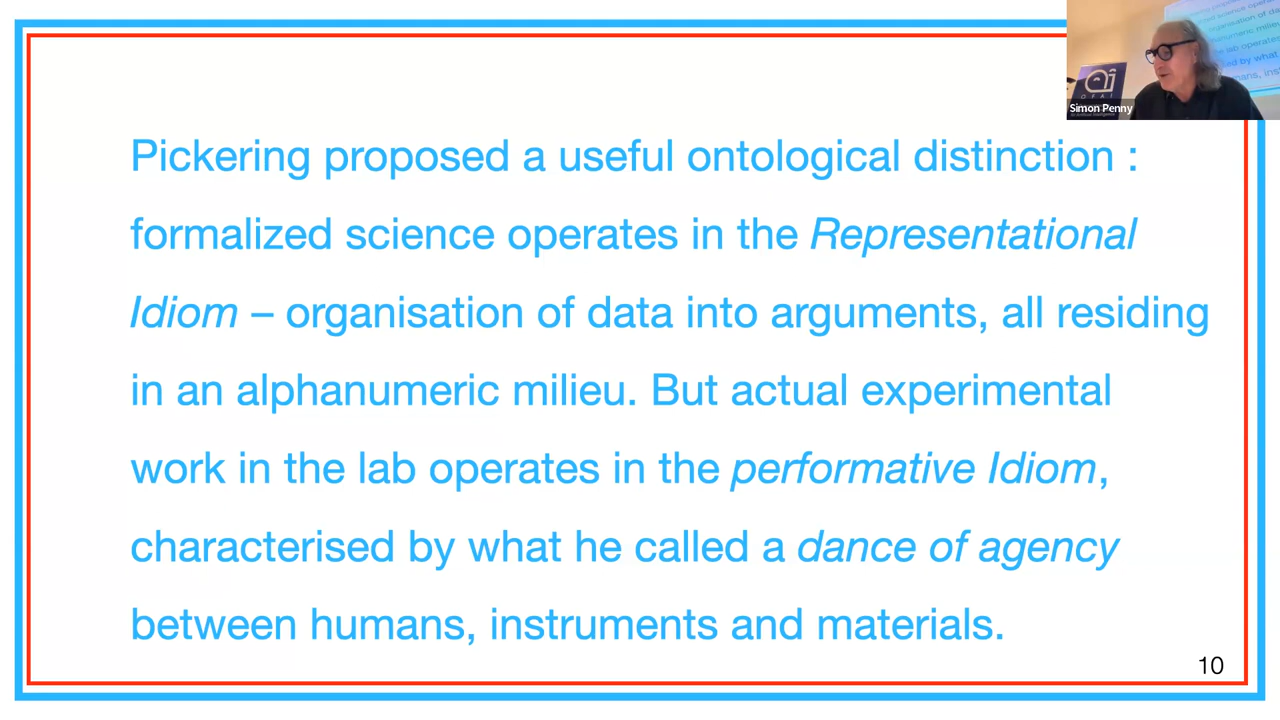 Pickering proposed a useful ontological distinction :
formalized science operates in the Representational
Idiom – organisation of data into arguments, all residing
in an alphanumeric milieu. But actual experimental
work in the lab operates in the performative Idiom,
characterised by what he called a dance of agency
between humans, instruments and materials.
10
Simon Penny
OFAI